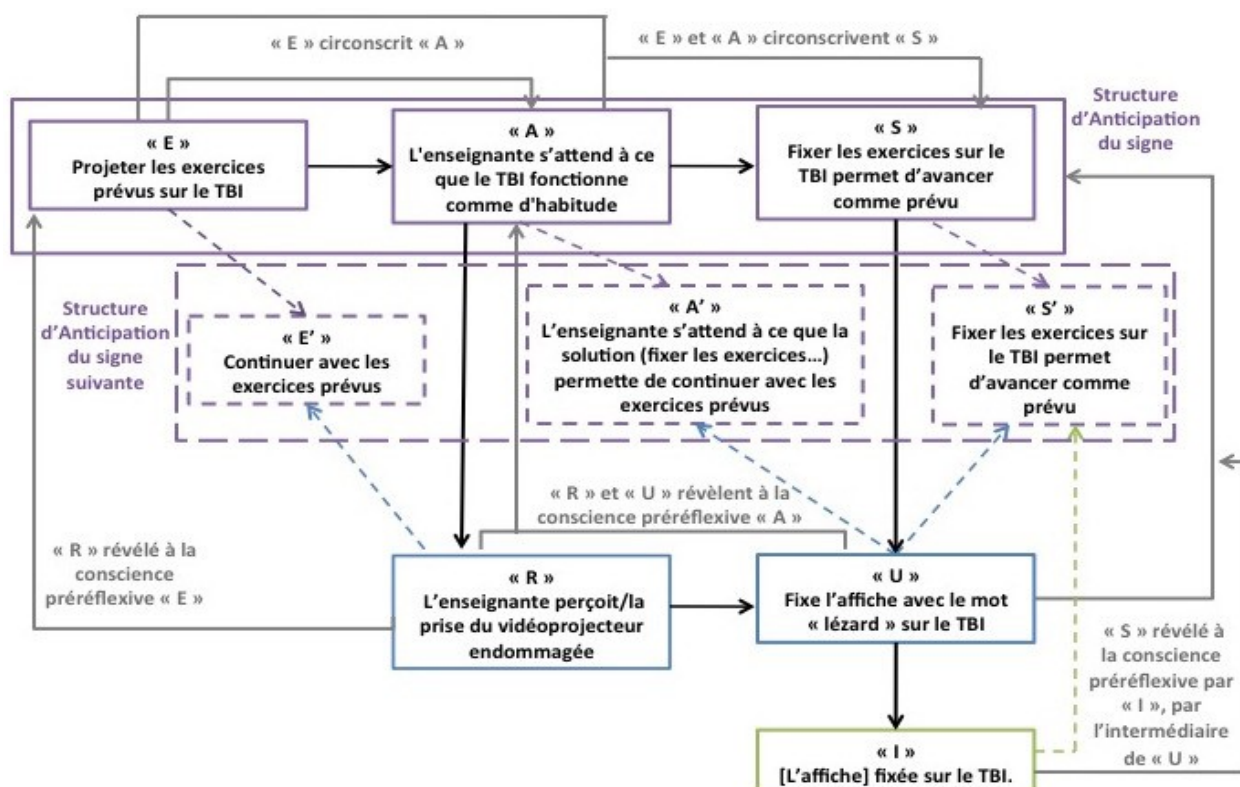 « E » circonscrit « A »
« E » et « A » circonscrivent « S »
Structure
d’Anticipation
du signe
« E »
Projeter les exercices
prévus sur le TBI
« A »
L'enseignante s’attend à ce
que le TBI fonctionne
comme d'habitude
« S »
Fixer les exercices sur le
TBI permet d’avancer
comme prévu
Structure
d’Anticipation
du signe
suivante
« E’ »
Continuer avec les
exercices prévus
« A’ »
L’enseignante s’attend à ce que la
solution (fixer les exercices…)
permette de continuer avec les
exercices prévus
« S’ »
Fixer les exercices sur
le TBI permet
d’avancer comme
prévu
« R » et « U » révèlent à la
conscience préréflexive « A »
« R » révélé à la
conscience
préréflexive « E »
« R »
L’enseignante perçoit/la
prise du vidéoprojecteur
endommagée
« U »
Fixe l’affiche avec le mot
« lézard » sur le TBI
« S » révélé à
la conscience
préréflexive par
« I », par
l’intermédiaire
de « U »
« I »
[L’affiche] fixée sur le TBI.